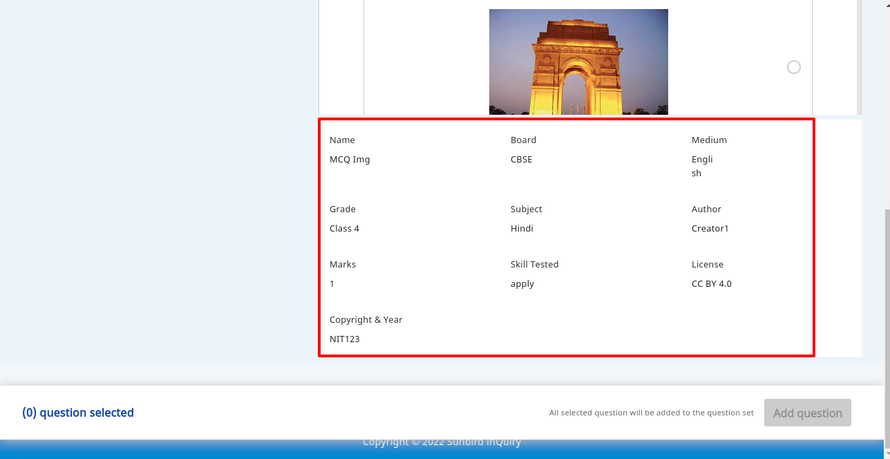 Name Board Medium
MCQ Img CBSE Engli
sh
Grade Subject Author
Class 4 Hindi Creator1
Marks Skill Tested License
1 apply CC BY 4.0
Copyright & Year
NIT123
(0) question selected All selected question will be added to the question set Add question
Copyright © 2022 Sunbird inQuiry